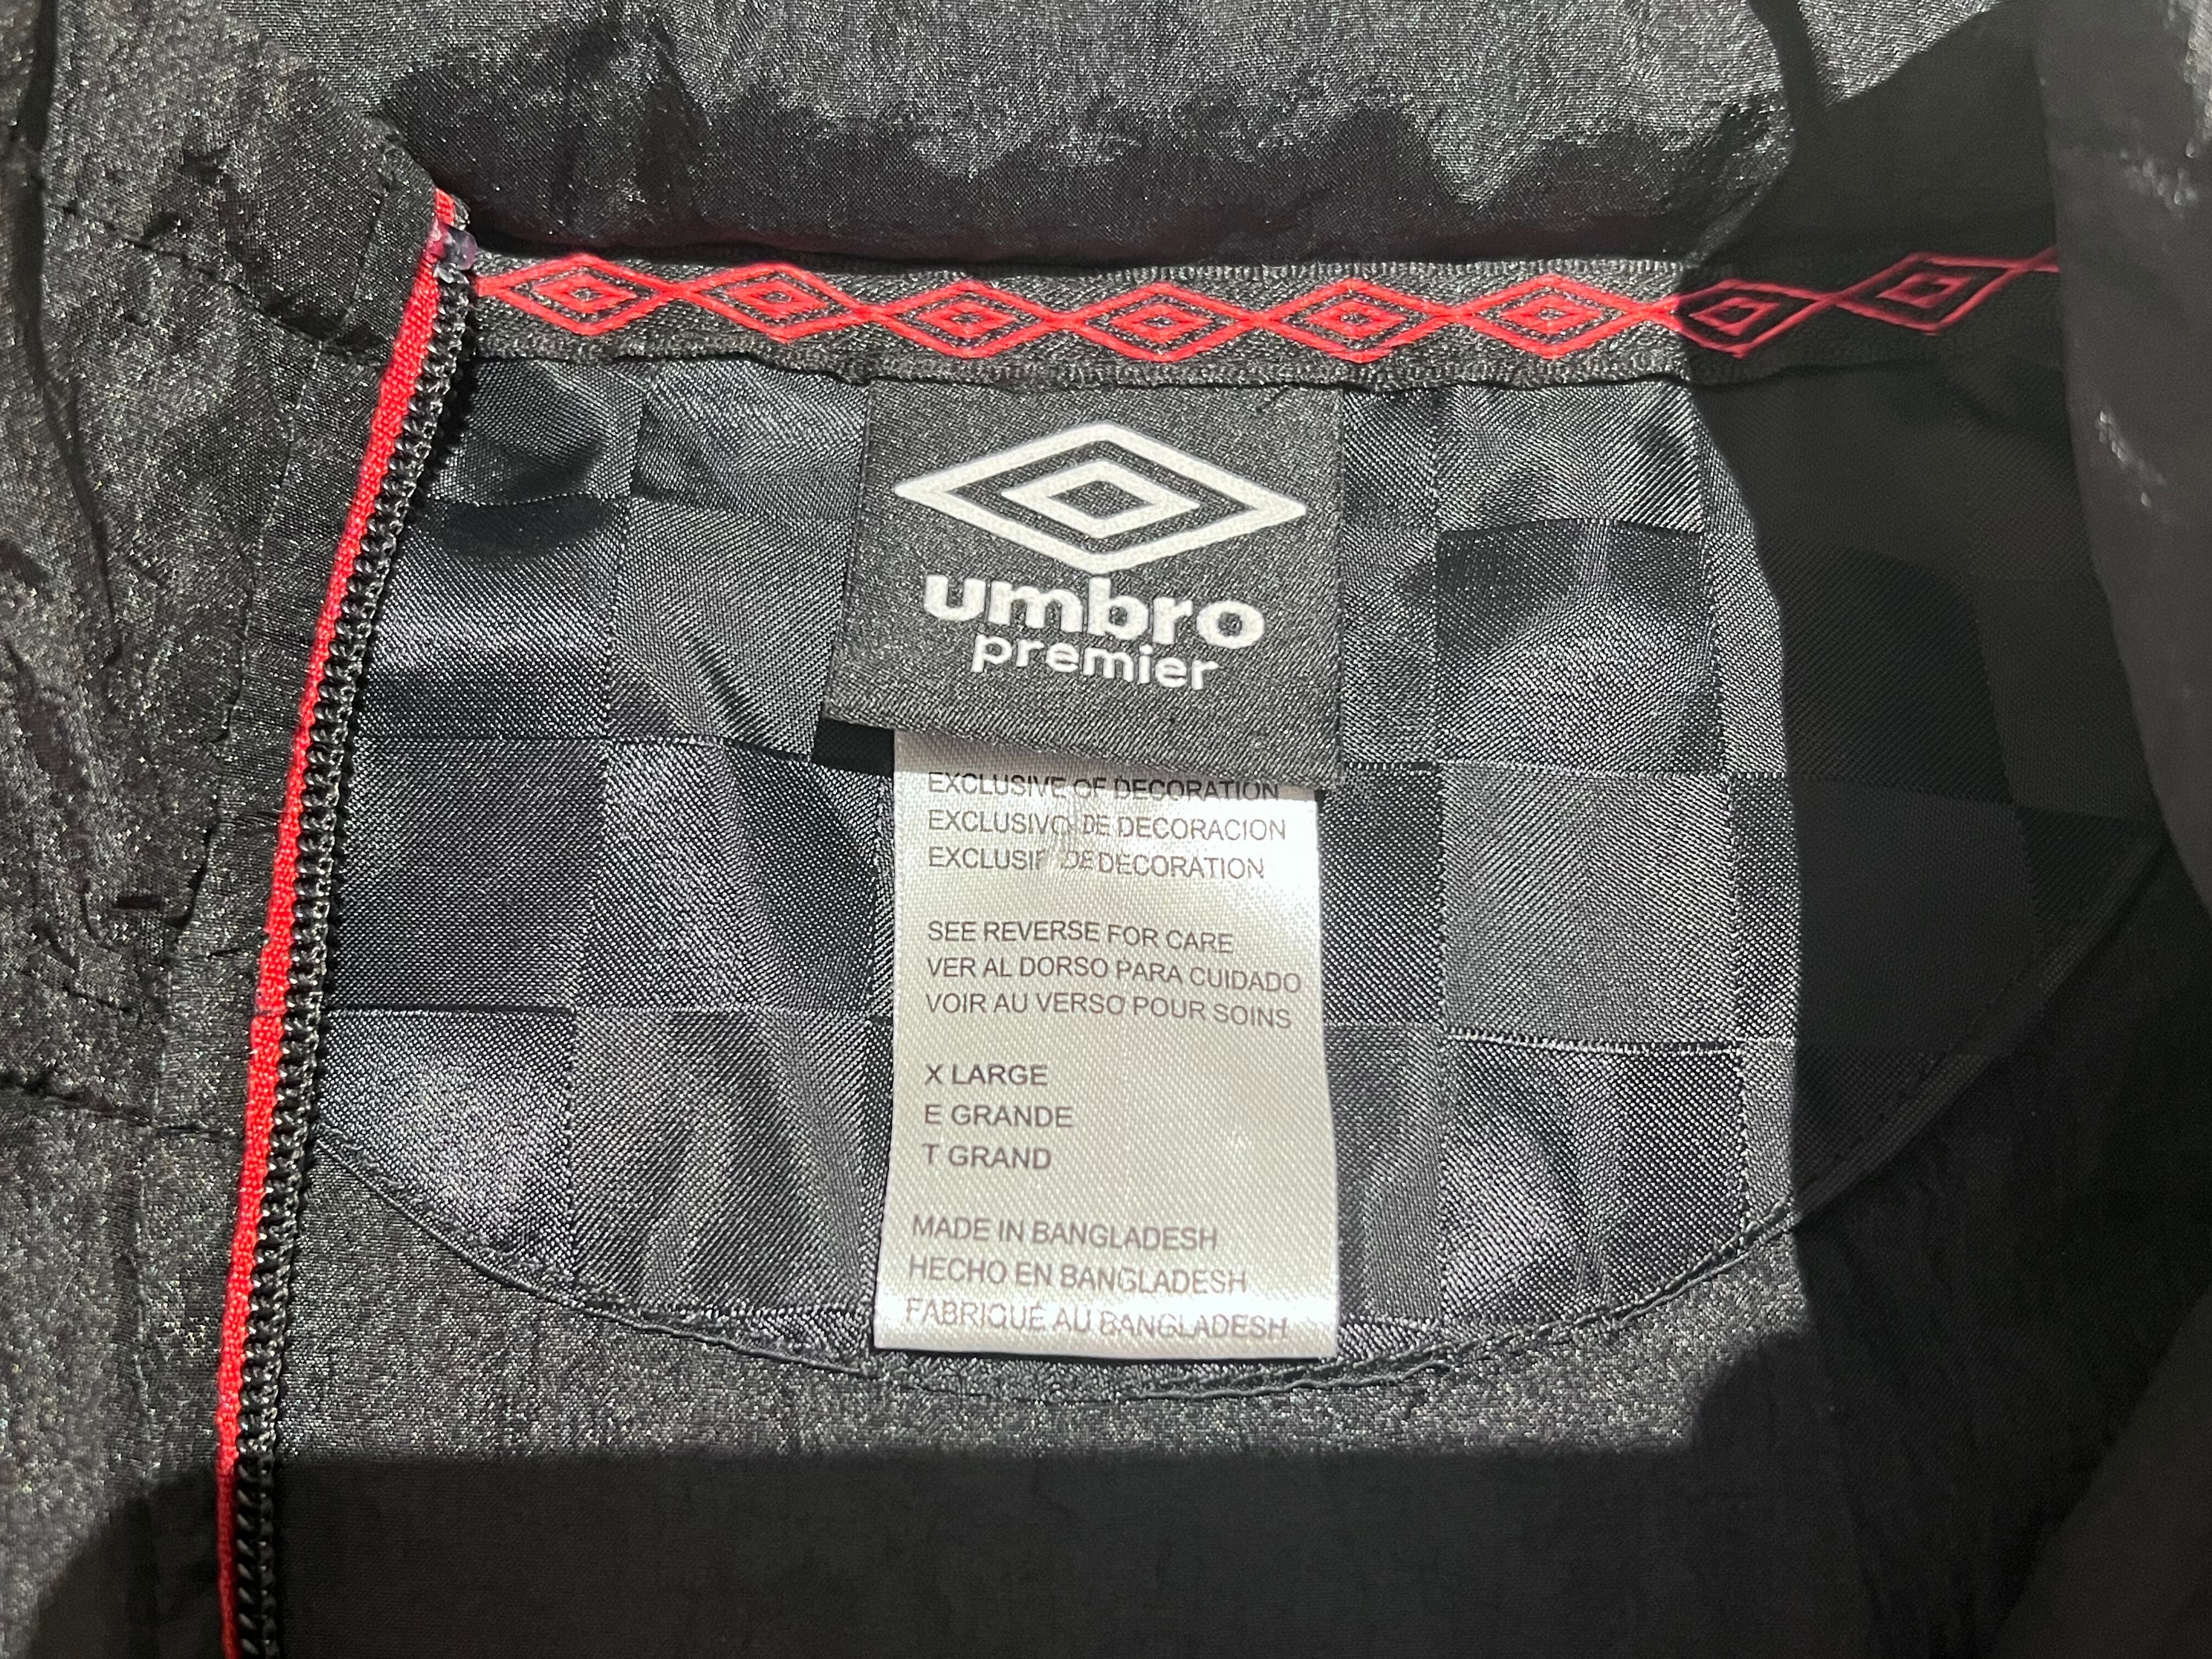 umbro
premier
EXCLUSIVE OF DECORATION
EXCLUSIVO DE DECORACION
EXCLUSIF DE DECORATION
SEE REVERSE FOR CARE
VER AL DORSO PARA CUIDADO
VOIR AU VERSO POUR SOINS
X LARGE
E GRANDE
T GRAND
MADE IN BANGLADESH
HECHO EN BANGLADESH
FABRIQUÉ AU BANGLADESH